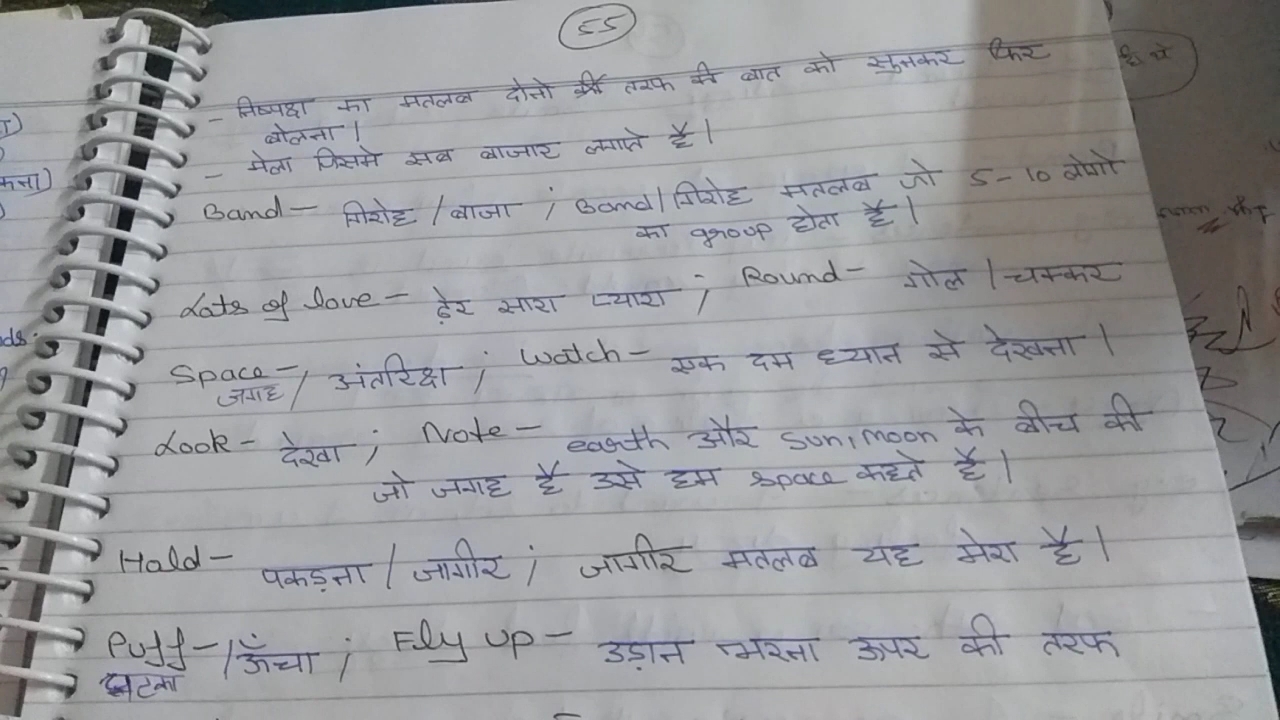 55
- निष्पक्ष का मतलब दोनो की तरफ की बात को सुनकर फिर
बोलना।
- मेला जिसमे सब बाजार लगाते है।
Band - गिरोह / बाजा ; Band/गिरोह मतलब जो 5-10 लोगो
का group होता है।
Lots of love - ढ़ेर सारा प्यारा ; Round - गोल / चक्कर
Space - जगह / अंतरिक्ष ; Watch - एक दम ध्यान से देखना।
Look - देखा ; Note - earth और sun, moon के बीच की
जो जगह है उसे हम space कहते है।
Hold - पकड़ना / जागीर ; जागीर मतलब यह मेरा है।
Puff - / ऊँचा ; Fly up - उड़ान भरना ऊपर की तरफ